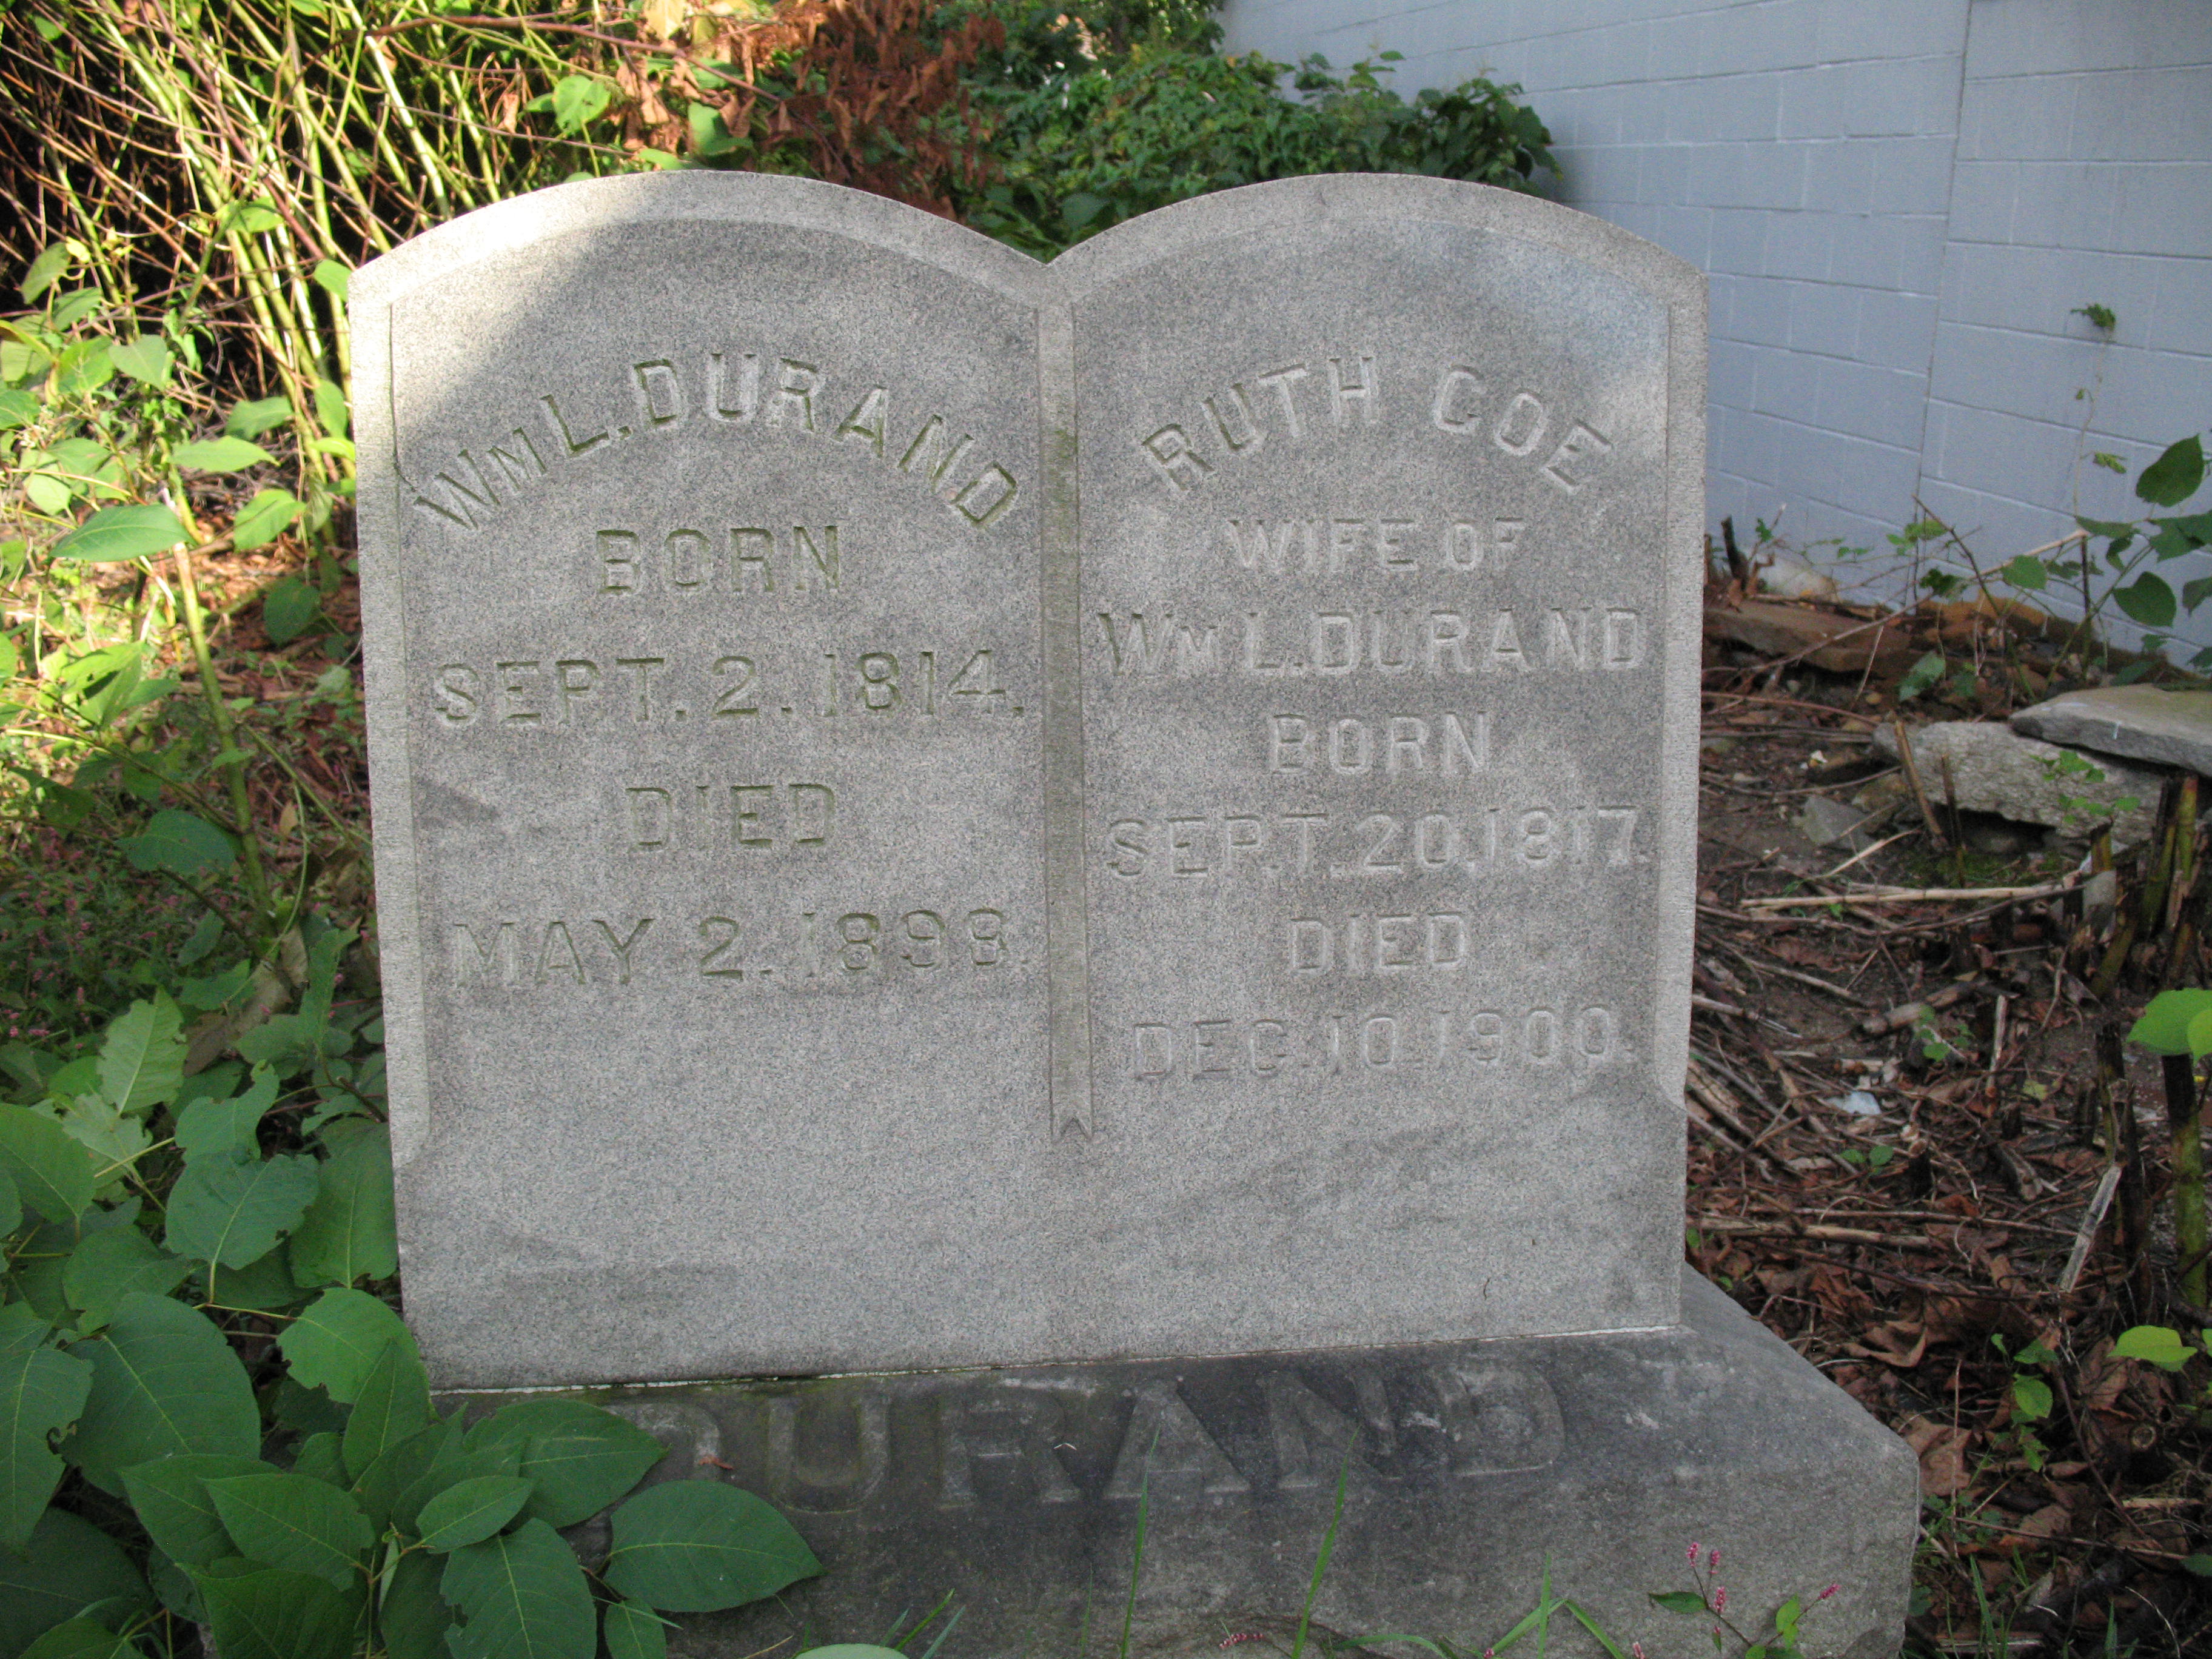 Wm L. DURAND
BORN
SEPT. 2. 1814.
DIED
MAY 2. 1898.
RUTH COE
WIFE OF
Wm L. DURAND
BORN
SEPT. 20, 1817.
DIED
DEC. 10. 1900.
DURAND